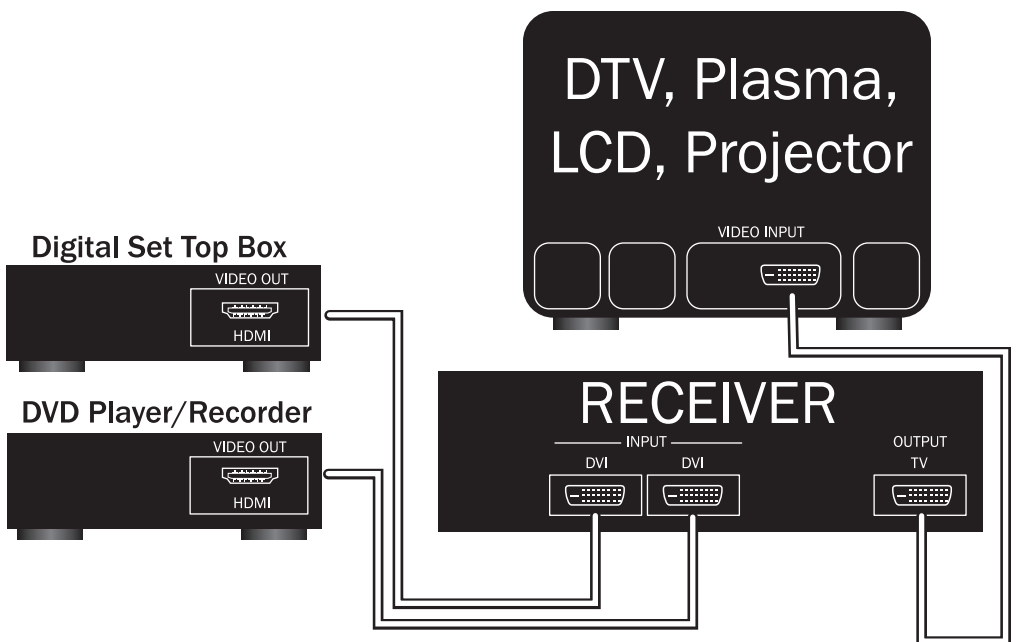 DTV, Plasma,
LCD, Projector
VIDEO INPUT
Digital Set Top Box
VIDEO OUT
HDMI
DVD Player/Recorder
VIDEO OUT
HDMI
RECEIVER
INPUT
DVI
DVI
OUTPUT
TV